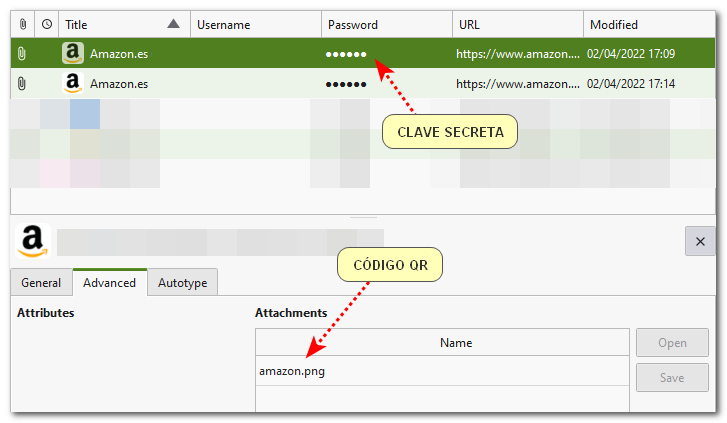 Title Username Password URL Modified
Amazon.es ●●●●●● https://www.amazon.... 02/04/2022 17:09
Amazon.es ●●●●●● https://www.amazon.... 02/04/2022 17:14
CLAVE SECRETA
CÓDIGO QR
General Advanced Autotype
Attributes Attachments
Name Open
amazon.png Save